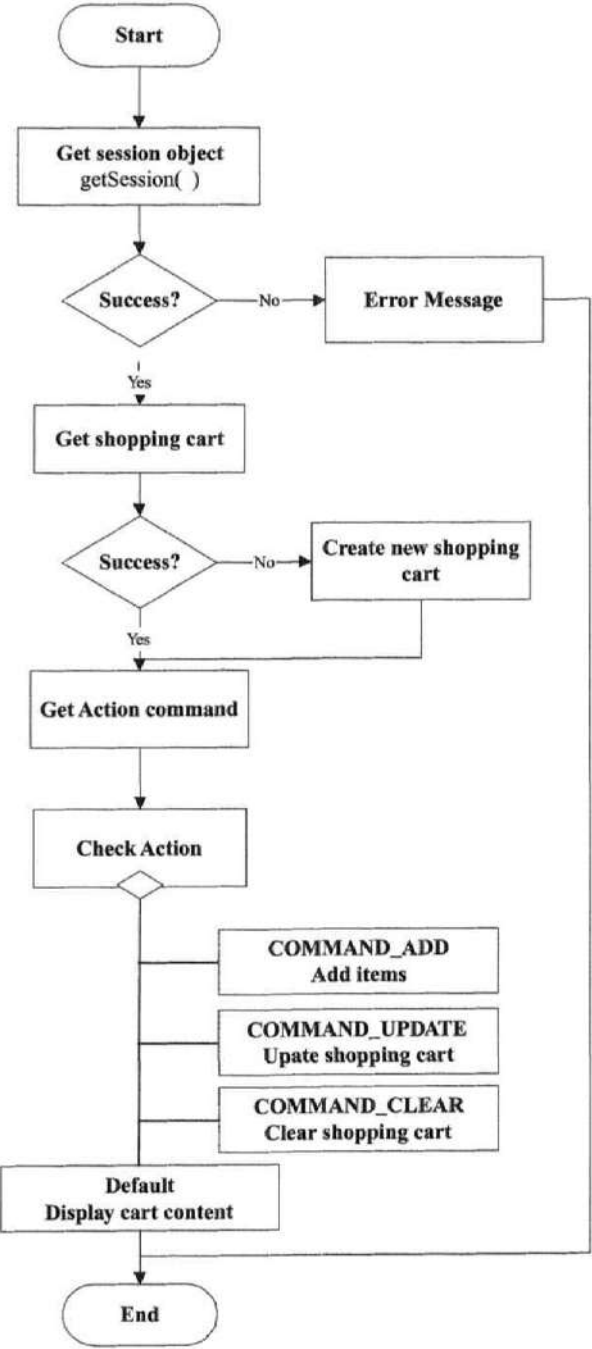 Start
Get session object
getSession( )
Success?
No
Error Message
Yes
Get shopping cart
Success?
No
Create new shopping
cart
Yes
Get Action command
Check Action
COMMAND_ADD
Add items
COMMAND_UPDATE
Upate shopping cart
COMMAND_CLEAR
Clear shopping cart
Default
Display cart content
End